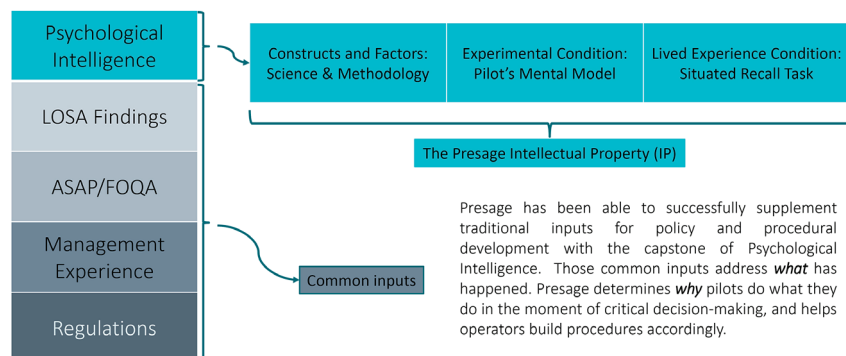 Psychological
Intelligence
Constructs and Factors:
Science & Methodology
Experimental Condition:
Pilot's Mental Model
Lived Experience Condition:
Situated Recall Task
LOSA Findings
The Presage Intellectual Property (IP)
ASAP/FOQA
Management
Experience
Common inputs
Regulations
Presage has been able to successfully supplement
traditional inputs for policy and procedural
development with the capstone of Psychological
Intelligence. Those common inputs address what has
happened. Presage determines why pilots do what they
do in the moment of critical decision-making, and helps
operators build procedures accordingly.